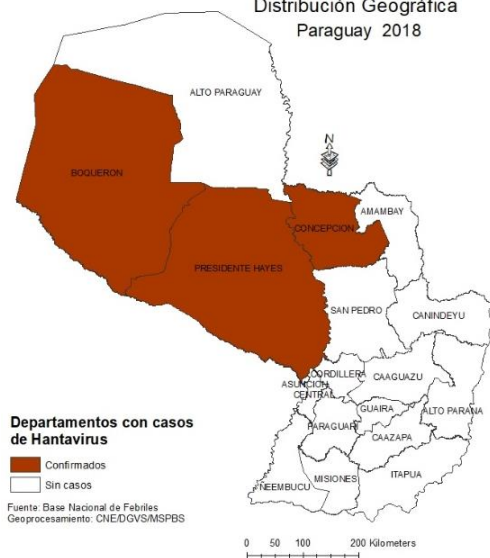 Distribución Geográfica
Paraguay 2018
ALTO PARAGUAY
N
BOQUERON
AMAMBAY
CONCEPCION
PRESIDENTE HAYES
SAN PEDRO
CANINDEYU
CORDILLERA
CAAGUAZU
ASUNCION
CENTRAL
GUAIRA
ALTO PARANA
PARAGUARI
CAAZAPA
MISIONES
ITAPUA
ÑEEMBUCU
Departamentos con casos
de Hantavirus
Confirmados
Sin casos
Fuente: Base Nacional de Febriles
Geoprocesamiento: CNE/DGVS/MSPBS
0 50 100 200 Kilometers